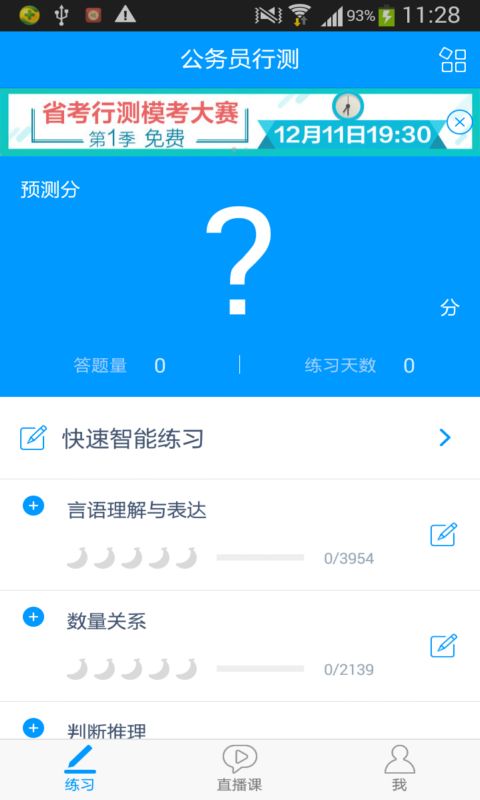 93% 11:28
公务员行测
省考行测模考大赛
第1季 免费
12月11日19:30
预测分
?
分
答题量 0 练习天数 0
快速智能练习
言语理解与表达
0/3954
数量关系
0/2139
判断推理
练习 直播课 我